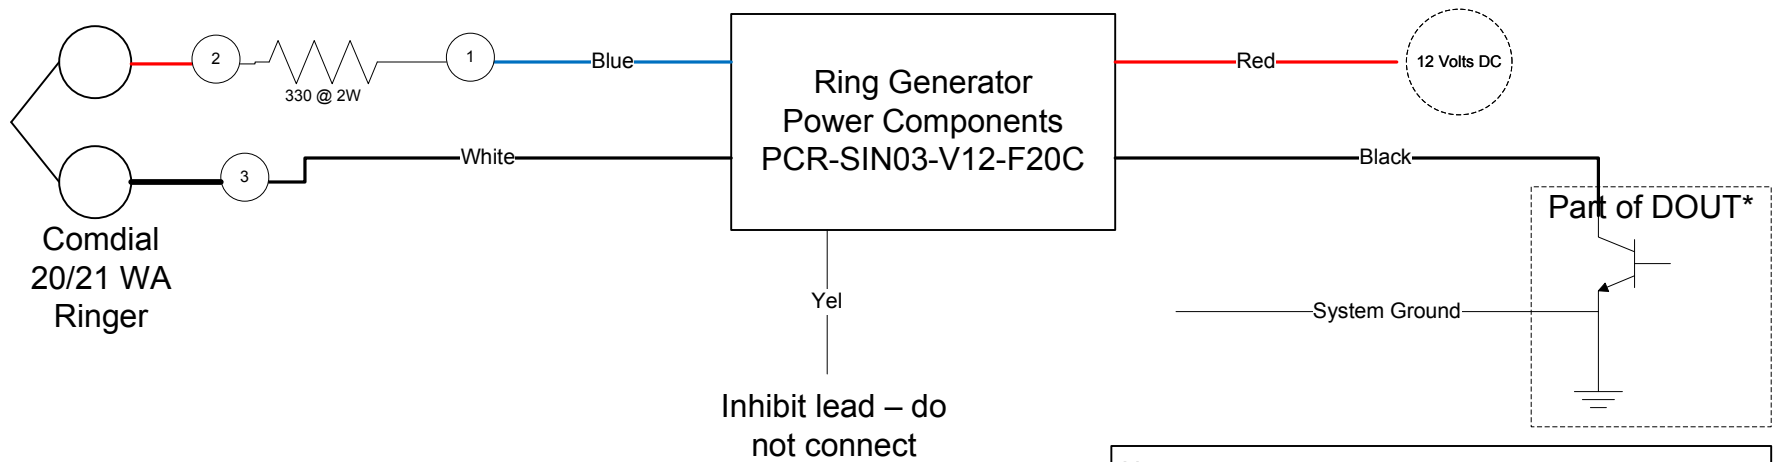 2
330 @ 2W
1
Blue
Ring Generator
Power Components
PCR-SIN03-V12-F20C
Red
12 Volts DC
3
White
Black
Comdial
20/21 WA
Ringer
Yel
Inhibit lead – do
not connect
Part of DOUT*
System Ground